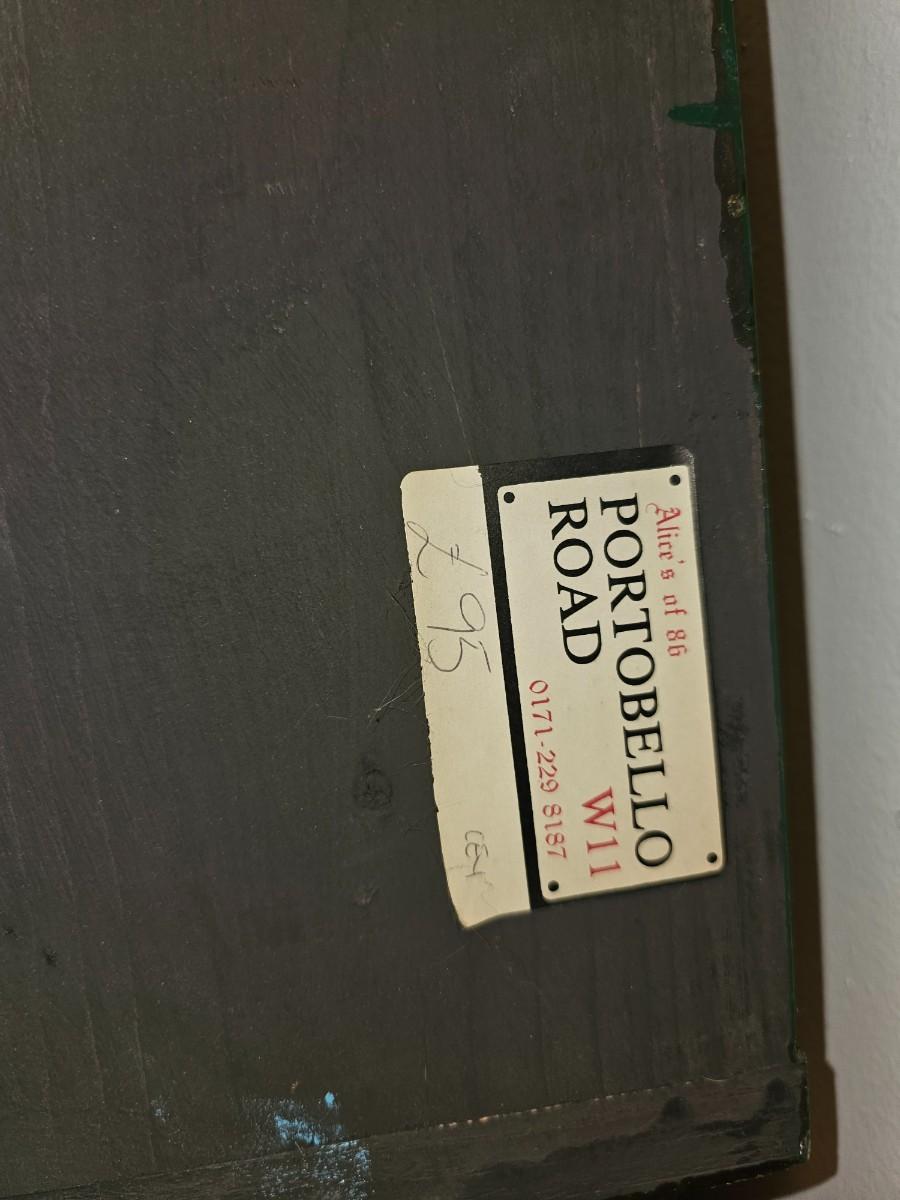 Alice's of 86
PORTOBELLO
ROAD W11
0171-229 8187
£95